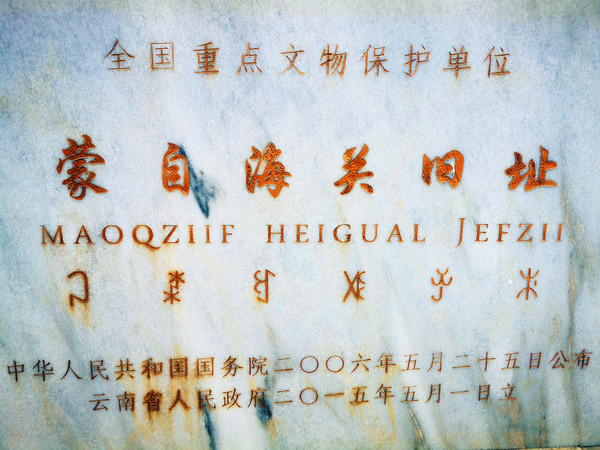 全国重点文物保护单位
蒙自海关旧址
MAOQZIIF HEIGUAL JEFZII
中华人民共和国国务院二〇〇六年五月二十五日公布
云南省人民政府二〇一五年五月一日立